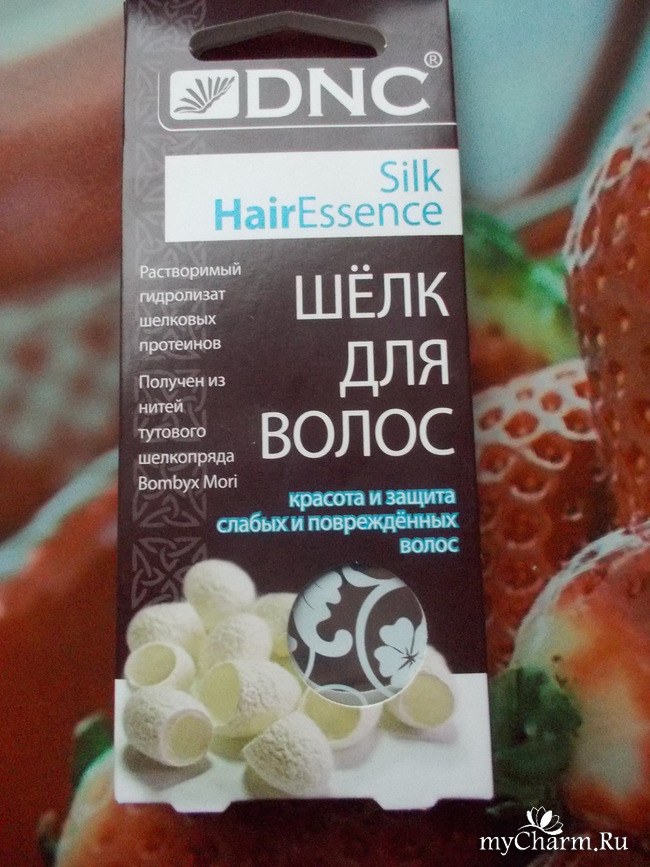 DNC®
Silk
HairEssence
Растворимый
гидролизат
шелковых
протеинов
Получен из
нитей
тутового
шелкопряда
Bombyx Mori
ШЁЛК
ДЛЯ
ВОЛОС
красота и защита
слабых и повреждённых
волос
myCharm.Ru